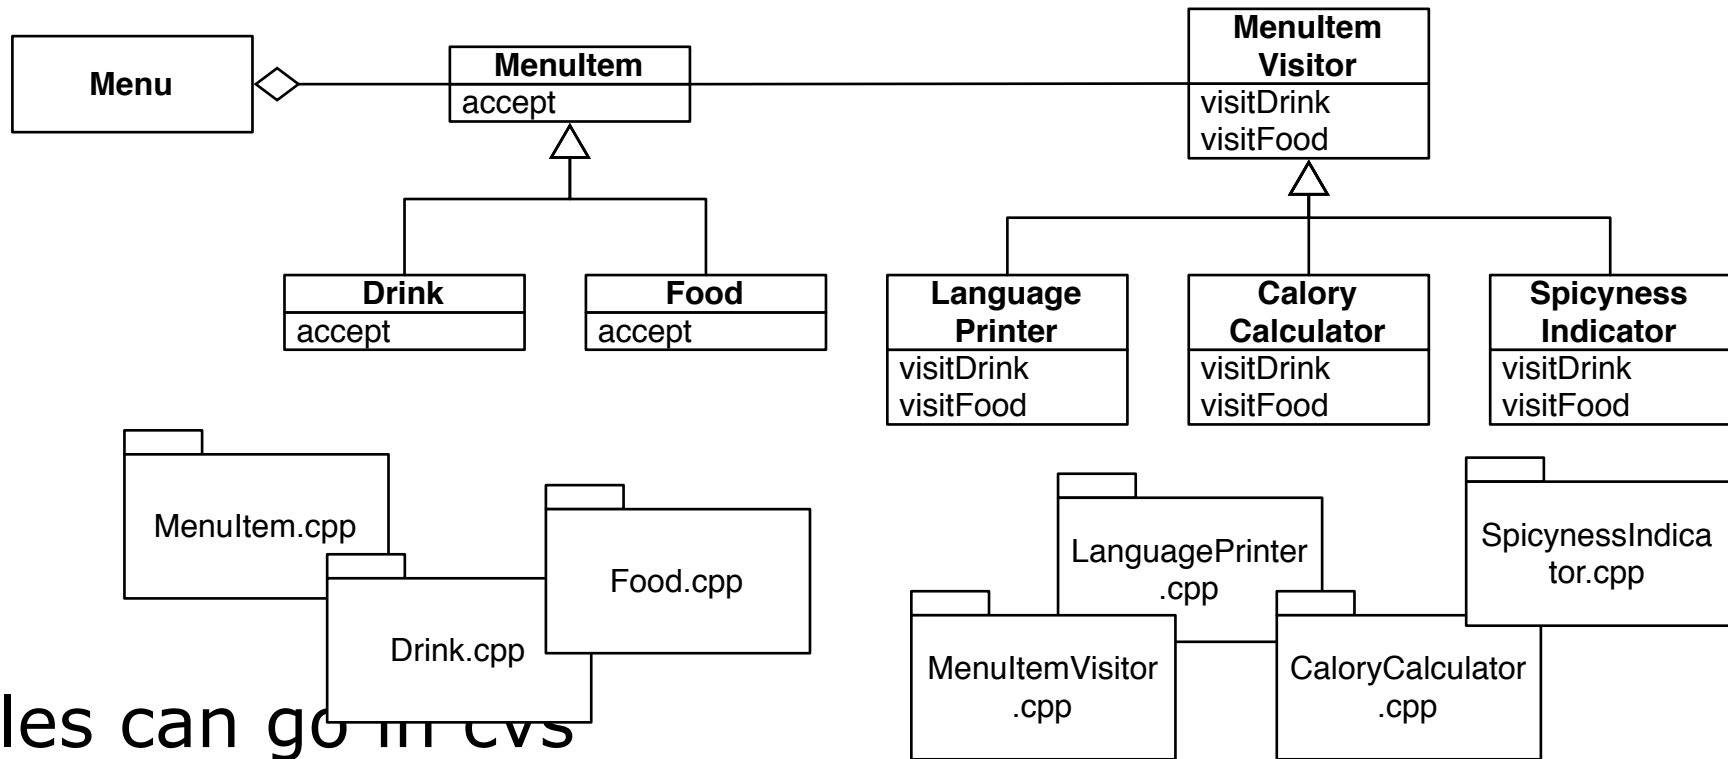 Menu
MenuItem
accept
MenuItem
Visitor
visitDrink
visitFood
Drink
accept
Food
accept
Language
Printer
visitDrink
visitFood
Calory
Calculator
visitDrink
visitFood
Spicyness
Indicator
visitDrink
visitFood
MenuItem.cpp
Drink.cpp
Food.cpp
LanguagePrinter
.cpp
MenuItemVisitor
.cpp
CaloryCalculator
.cpp
SpicynessIndica
tor.cpp
les can go in cvs